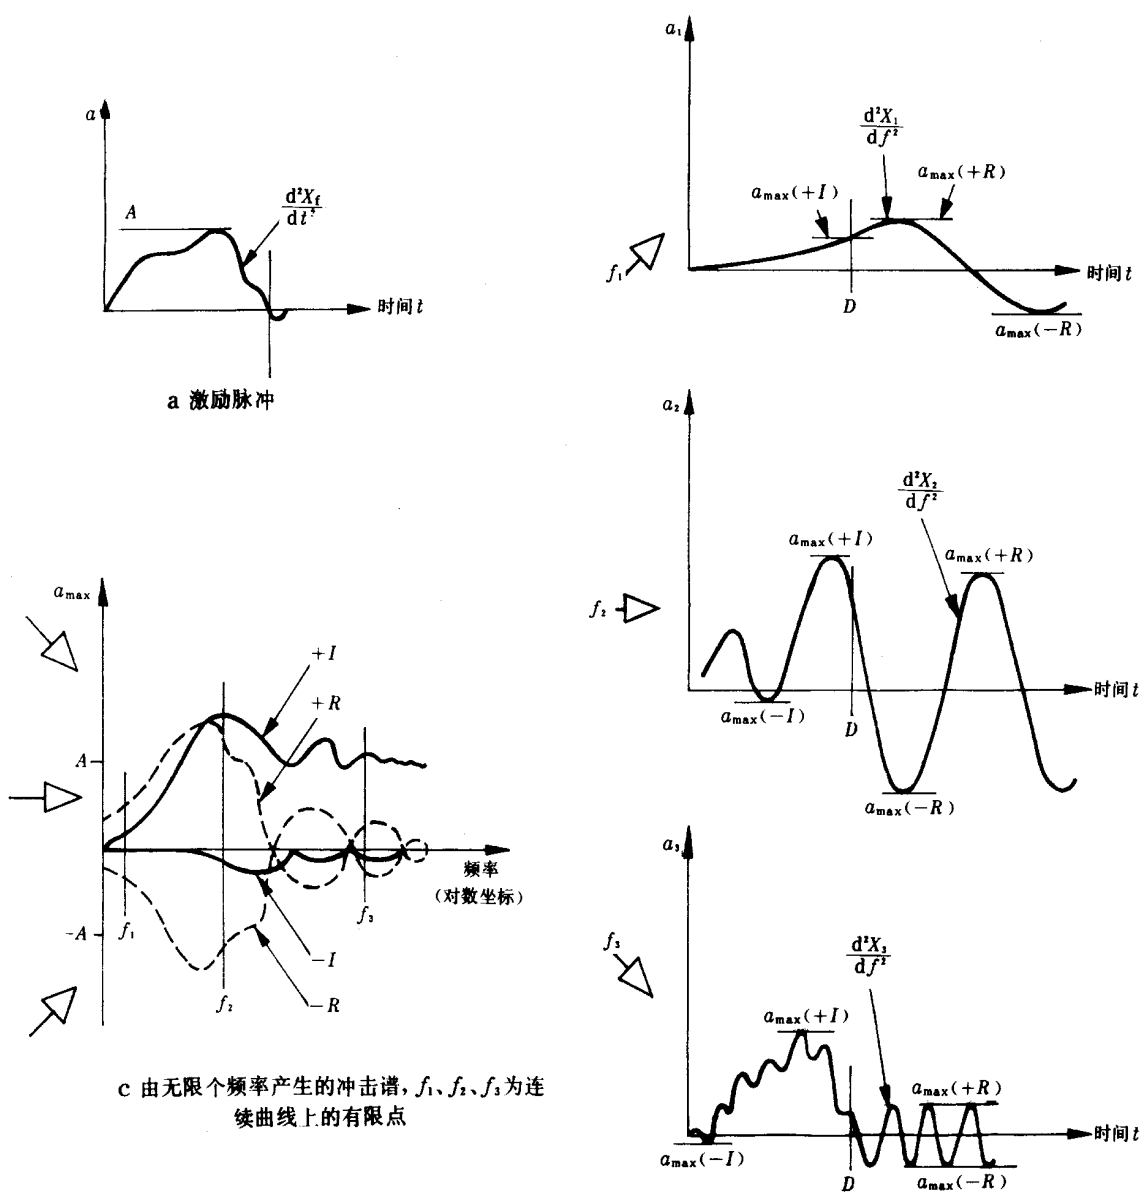 a
A
d²X_f
dt²
时间 t
a 激励脉冲
a₁
d²X₁
df²
a_max(+I)
a_max(+R)
f₁
D
时间 t
a_max(−R)
a₂
d²X₂
df²
a_max(+I)
a_max(+R)
f₂
a_max(−I)
D
时间 t
a_max(−R)
a_max
+I
+R
A
频率
(对数坐标)
−A
f₁
f₂
f₃
−I
−R
c 由无限个频率产生的冲击谱, f₁、f₂、f₃为连
续曲线上的有限点
a₃
f₃
d²X₃
df²
a_max(+I)
a_max(+R)
时间 t
a_max(−I)
D
a_max(−R)